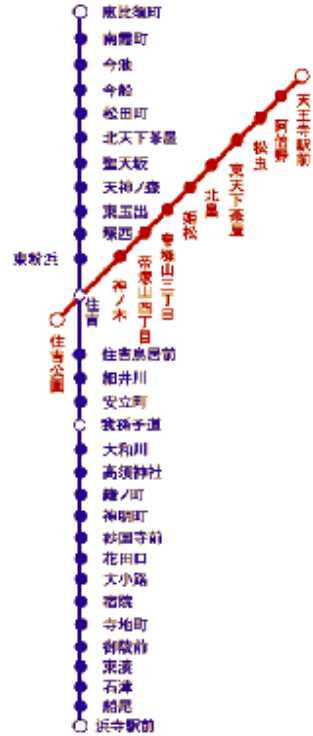 恵比須町
南霞町
今池
今船
松田町
北天下茶屋
聖天坂
天神ノ森
東玉出
塚西
東粉浜
住吉
住吉鳥居前
細井川
安立町
我孫子道
大和川
高須神社
綾ノ町
神明町
妙国寺前
花田口
大小路
宿院
寺地町
御陵前
東湊
石津
船尾
浜寺駅前
天王寺駅前
阿倍野
松虫
東天下茶屋
北畠
姫松
帝塚山三丁目
帝塚山四丁目
神ノ木
住吉公園